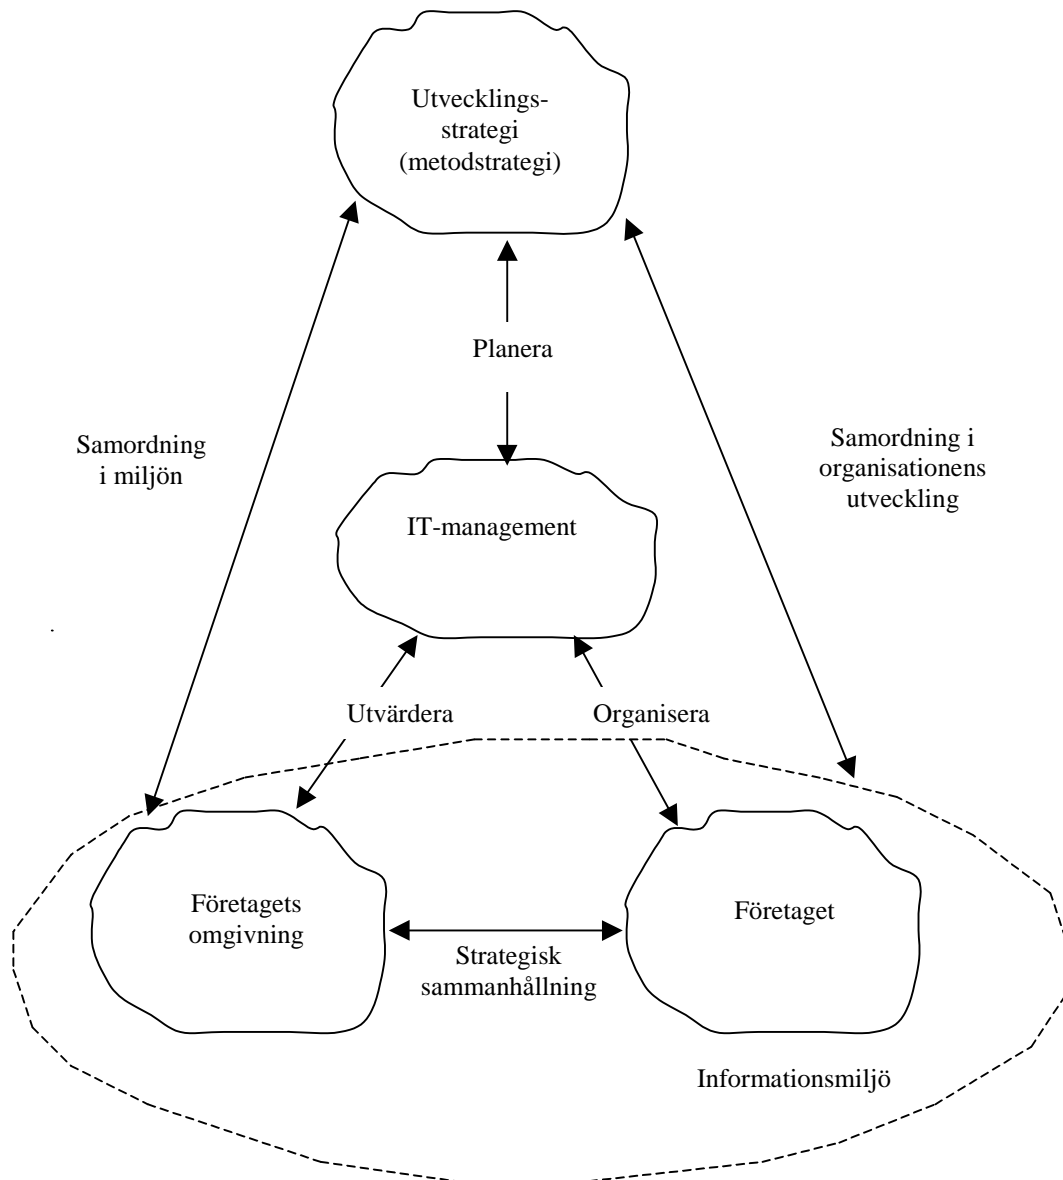 Utvecklings-
strategi
(metodstrategi)
Planera
Samordning
i miljön
Samordning i
organisationens
utveckling
IT-management
Utvärdera
Organisera
Företagets
omgivning
Företaget
Strategisk
sammanhållning
Informationsmiljö